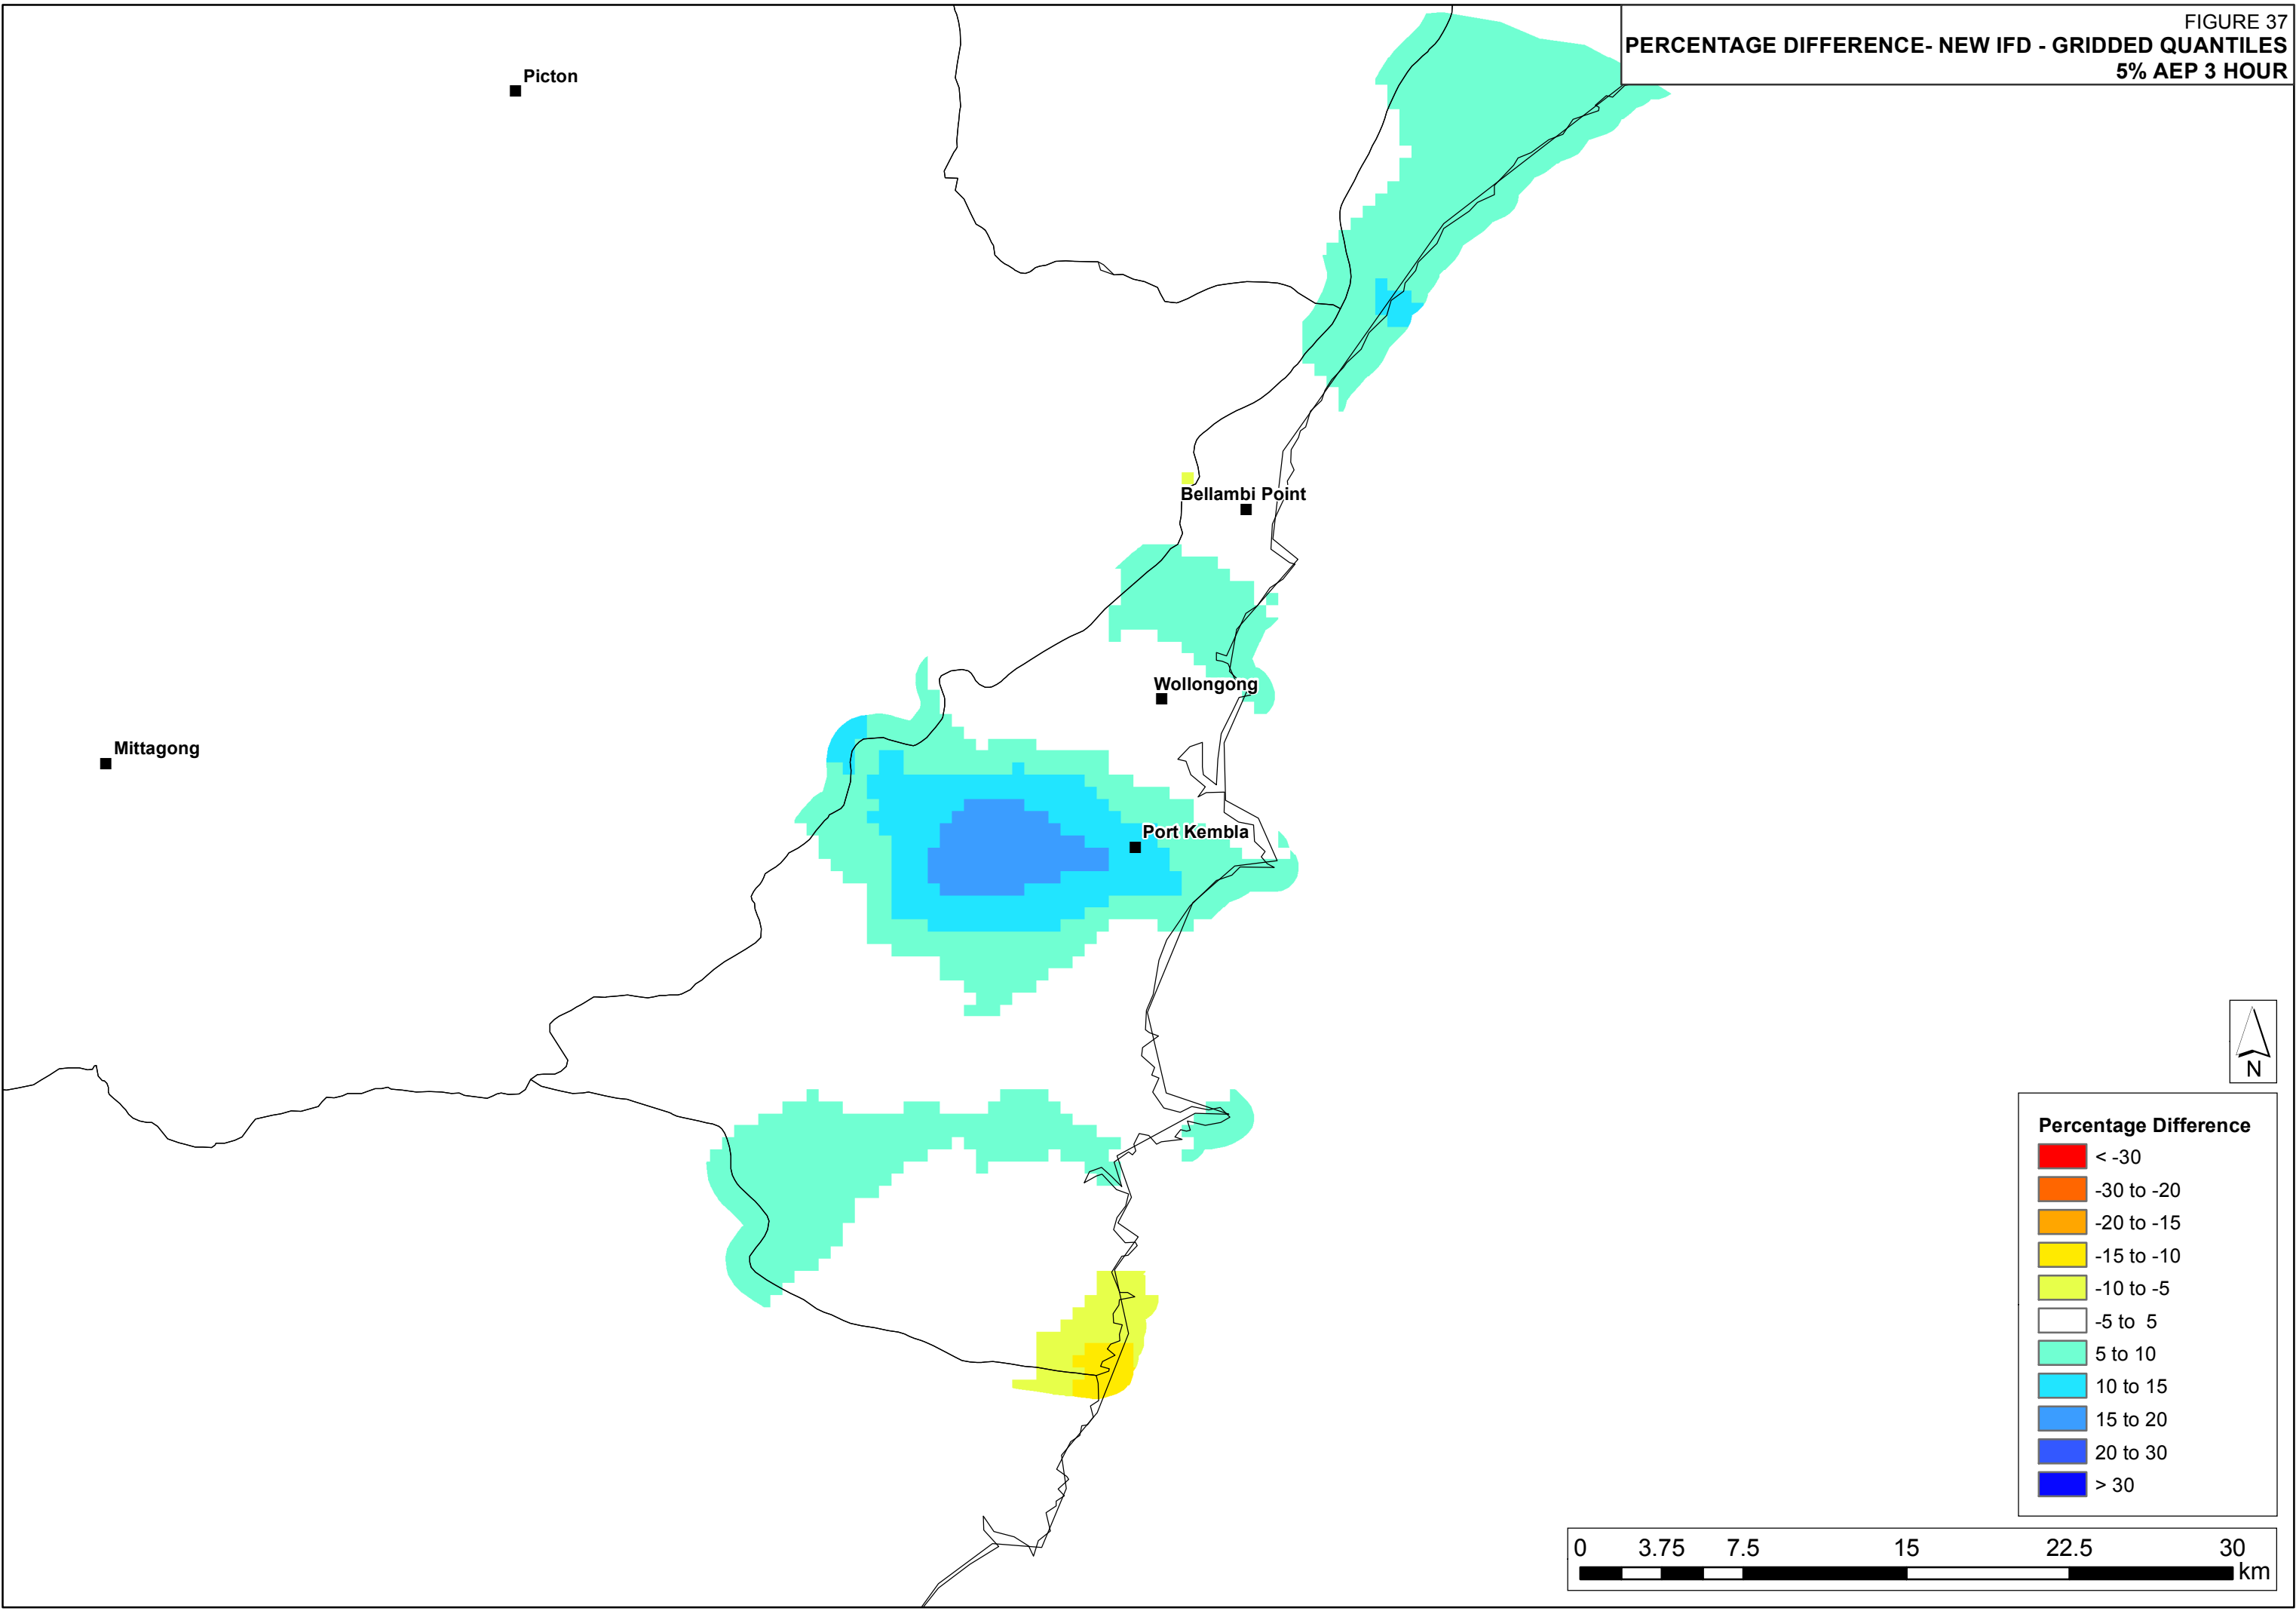 FIGURE 37
PERCENTAGE DIFFERENCE- NEW IFD - GRIDDED QUANTILES
5% AEP 3 HOUR
Picton
Bellambi Point
Wollongong
Mittagong
Port Kembla
N
Percentage Difference
< -30
-30 to -20
-20 to -15
-15 to -10
-10 to -5
-5 to 5
5 to 10
10 to 15
15 to 20
20 to 30
> 30
0 3.75 7.5 15 22.5 30
km